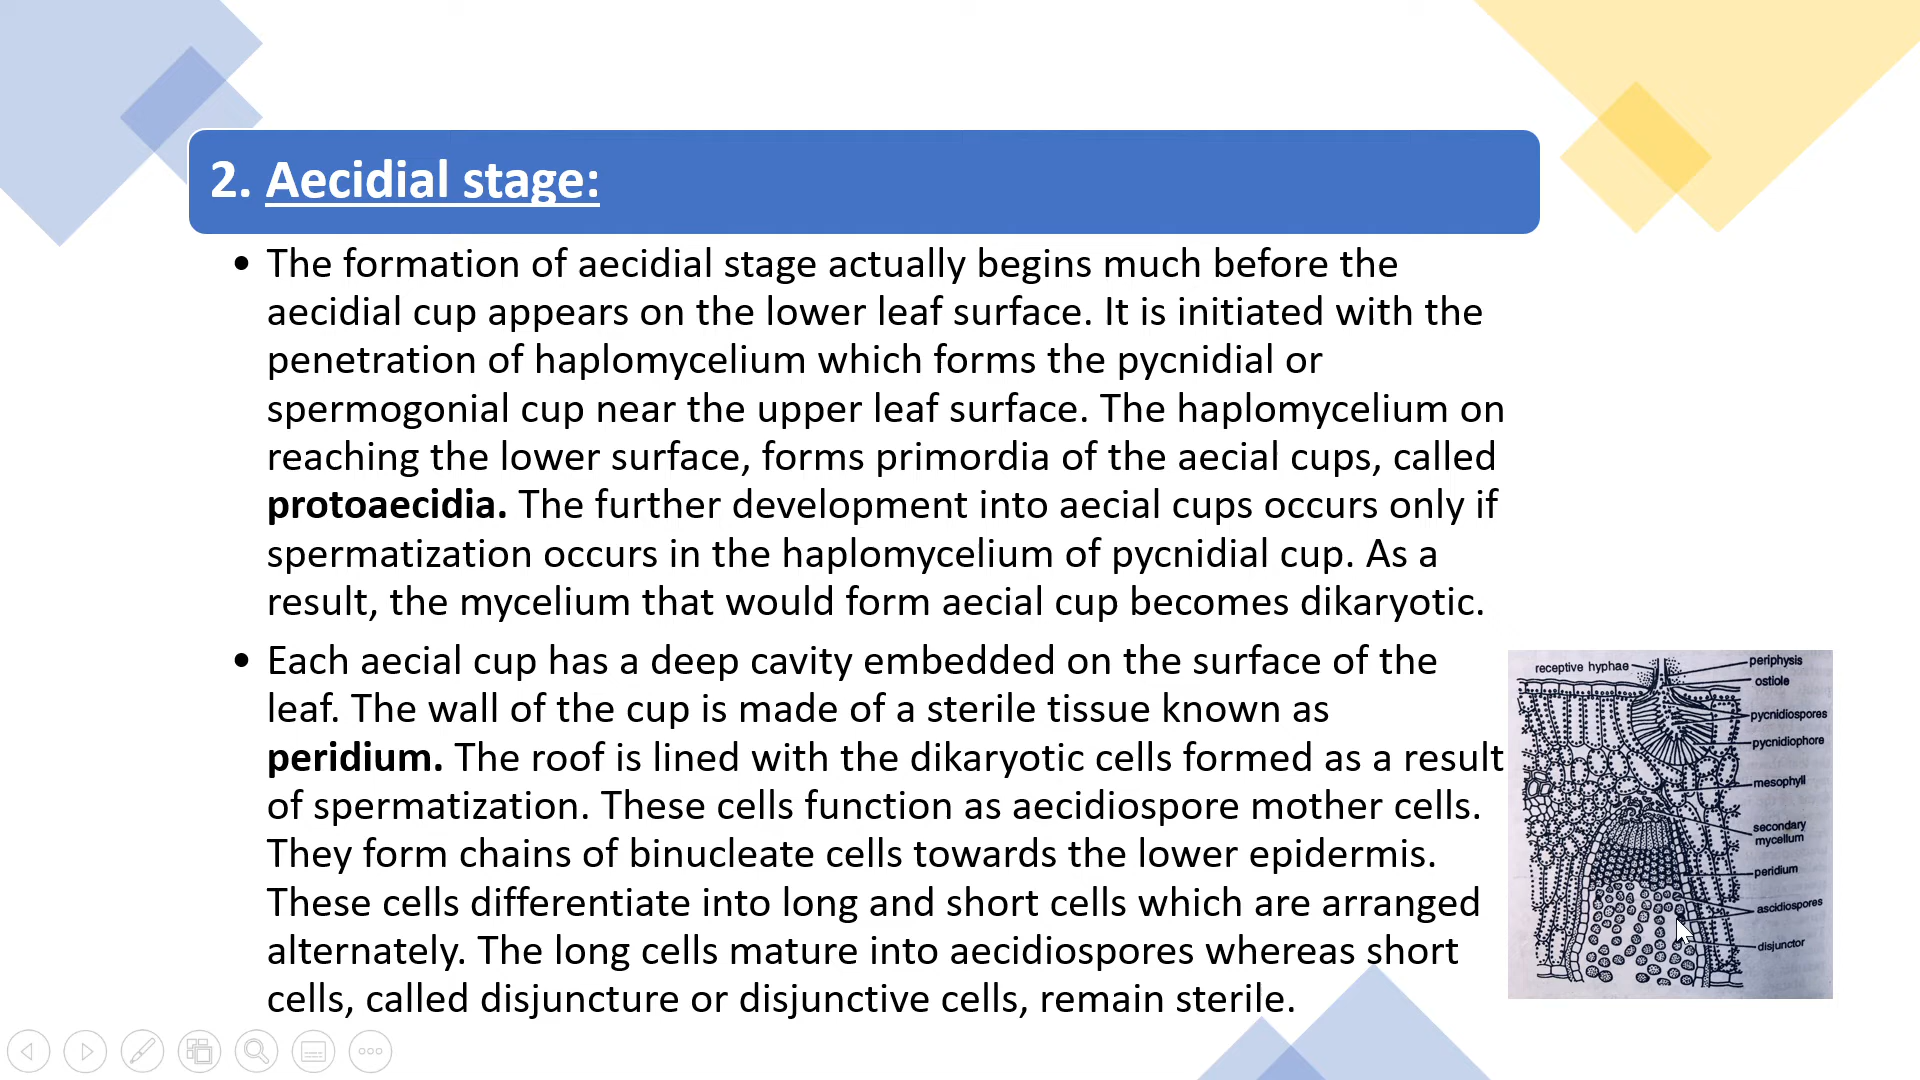 2. Aecidial stage:
• The formation of aecidial stage actually begins much before the
aecidial cup appears on the lower leaf surface. It is initiated with the
penetration of haplomycelium which forms the pycnidial or
spermogonial cup near the upper leaf surface. The haplomycelium on
reaching the lower surface, forms primordia of the aecial cups, called
protoaecidia. The further development into aecial cups occurs only if
spermatization occurs in the haplomycelium of pycnidial cup. As a
result, the mycelium that would form aecial cup becomes dikaryotic.
• Each aecial cup has a deep cavity embedded on the surface of the
leaf. The wall of the cup is made of a sterile tissue known as
peridium. The roof is lined with the dikaryotic cells formed as a result
of spermatization. These cells function as aecidiospore mother cells.
They form chains of binucleate cells towards the lower epidermis.
These cells differentiate into long and short cells which are arranged
alternately. The long cells mature into aecidiospores whereas short
cells, called disjuncture or disjunctive cells, remain sterile.
receptive hyphae
periphysis
ostiole
pycnidiospores
pycnidiophore
mesophyll
secondary
mycelium
peridium
ascidiospores
disjunctor